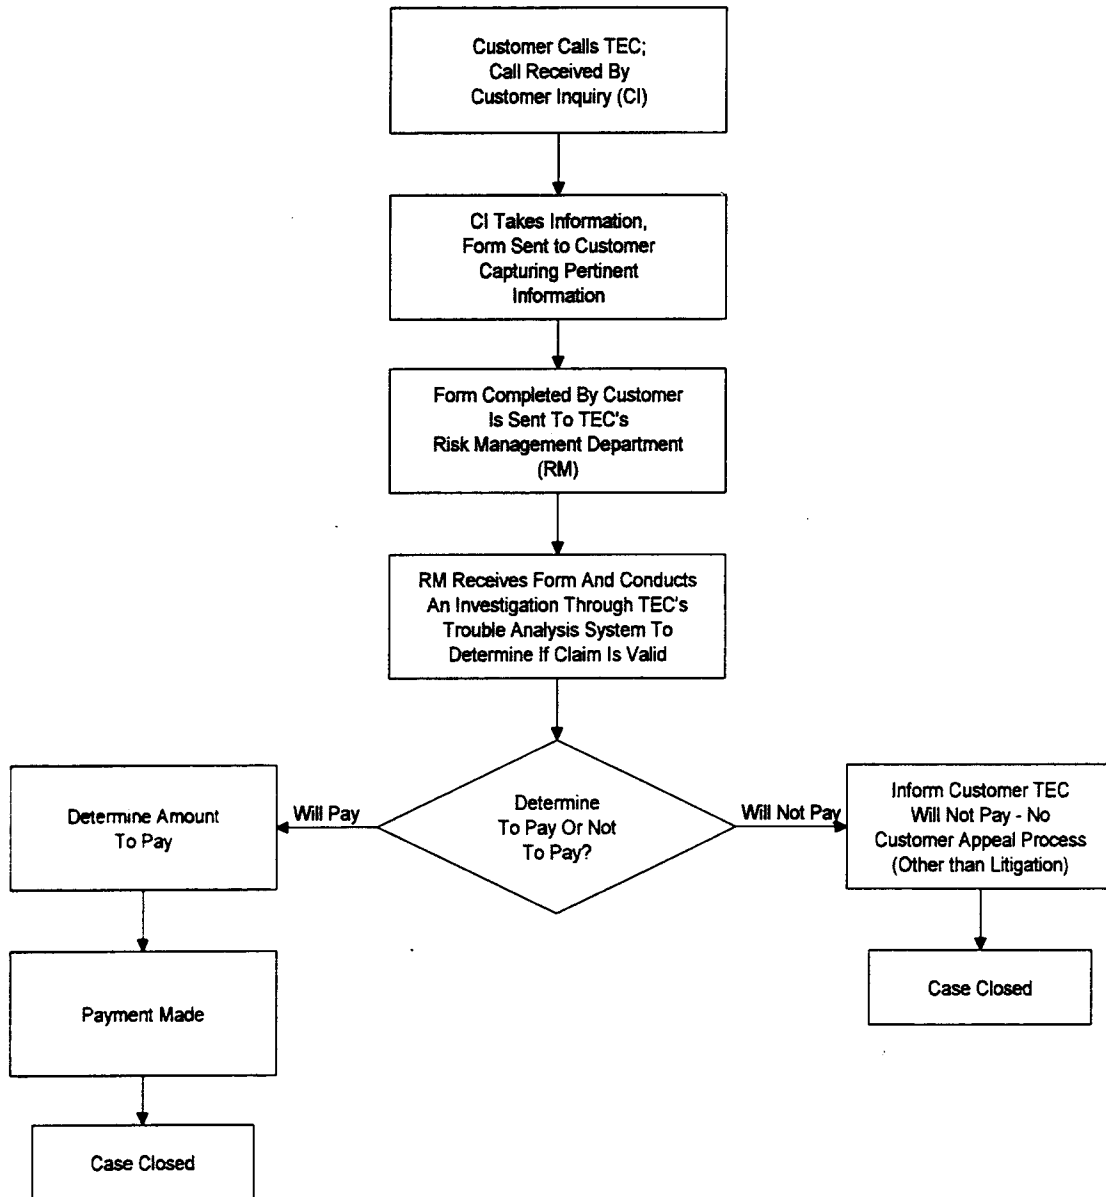 Customer Calls TEC;
Call Received By
Customer Inquiry (CI)
CI Takes Information,
Form Sent to Customer
Capturing Pertinent
Information
Form Completed By Customer
Is Sent To TEC's
Risk Management Department
(RM)
RM Receives Form And Conducts
An Investigation Through TEC's
Trouble Analysis System To
Determine If Claim Is Valid
Determine
To Pay Or Not
To Pay?
Will Pay
Determine Amount
To Pay
Payment Made
Case Closed
Will Not Pay
Inform Customer TEC
Will Not Pay - No
Customer Appeal Process
(Other than Litigation)
Case Closed